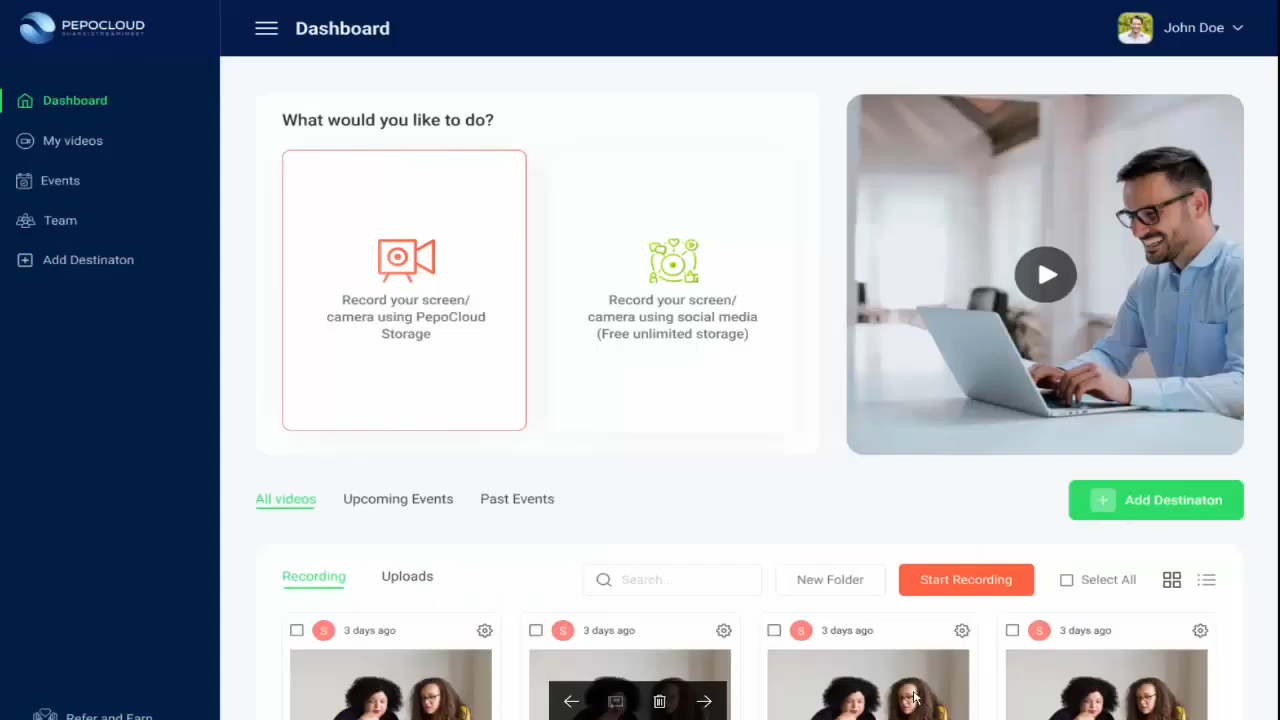 PEPOCLOUD
Dashboard
John Doe
Dashboard
My videos
Events
Team
Add Destinaton
Refer and Earn
What would you like to do?
Record your screen/
camera using PepoCloud
Storage
Record your screen/
camera using social media
(Free unlimited storage)
All videos
Upcoming Events
Past Events
+ Add Destinaton
Recording
Uploads
Search...
New Folder
Start Recording
Select All
S 3 days ago
S 3 days ago
S 3 days ago
S 3 days ago